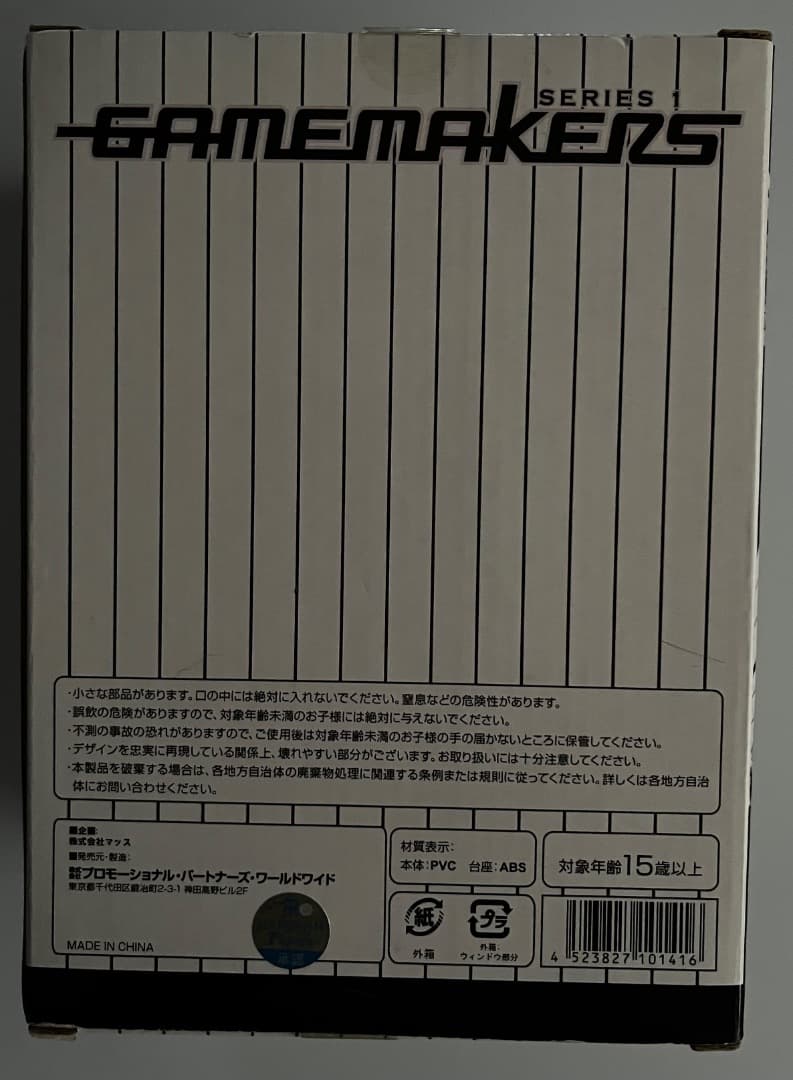 SERIES 1
GAMEMAKERS
・小さな部品があります。口の中には絶対に入れないでください。窒息などの危険性があります。
・誤飲の危険がありますので、対象年齢未満のお子様には絶対に与えないでください。
・不測の事故の恐れがありますので、ご使用後は対象年齢未満のお子様の手の届かないところに保管してください。
・デザインを忠実に再現している関係上、壊れやすい部分がございます。お取り扱いには十分注意してください。
・本製品を破棄する場合は、各地方自治体の廃棄物処理に関連する条例または規則に従ってください。詳しくは各地方自治
体にお問い合わせください。
■企画:
株式会社マッス
■発売元・製造:
株式会社プロモーショナル・パートナーズ・ワールドワイド
東京都千代田区鍛冶町2-3-1 神田高野ビル2F
MADE IN CHINA
材質表示:
本体:PVC 台座:ABS
対象年齢15歳以上
紙
外箱
プラ
外箱:
ウィンドウ部分
4 523827 101416